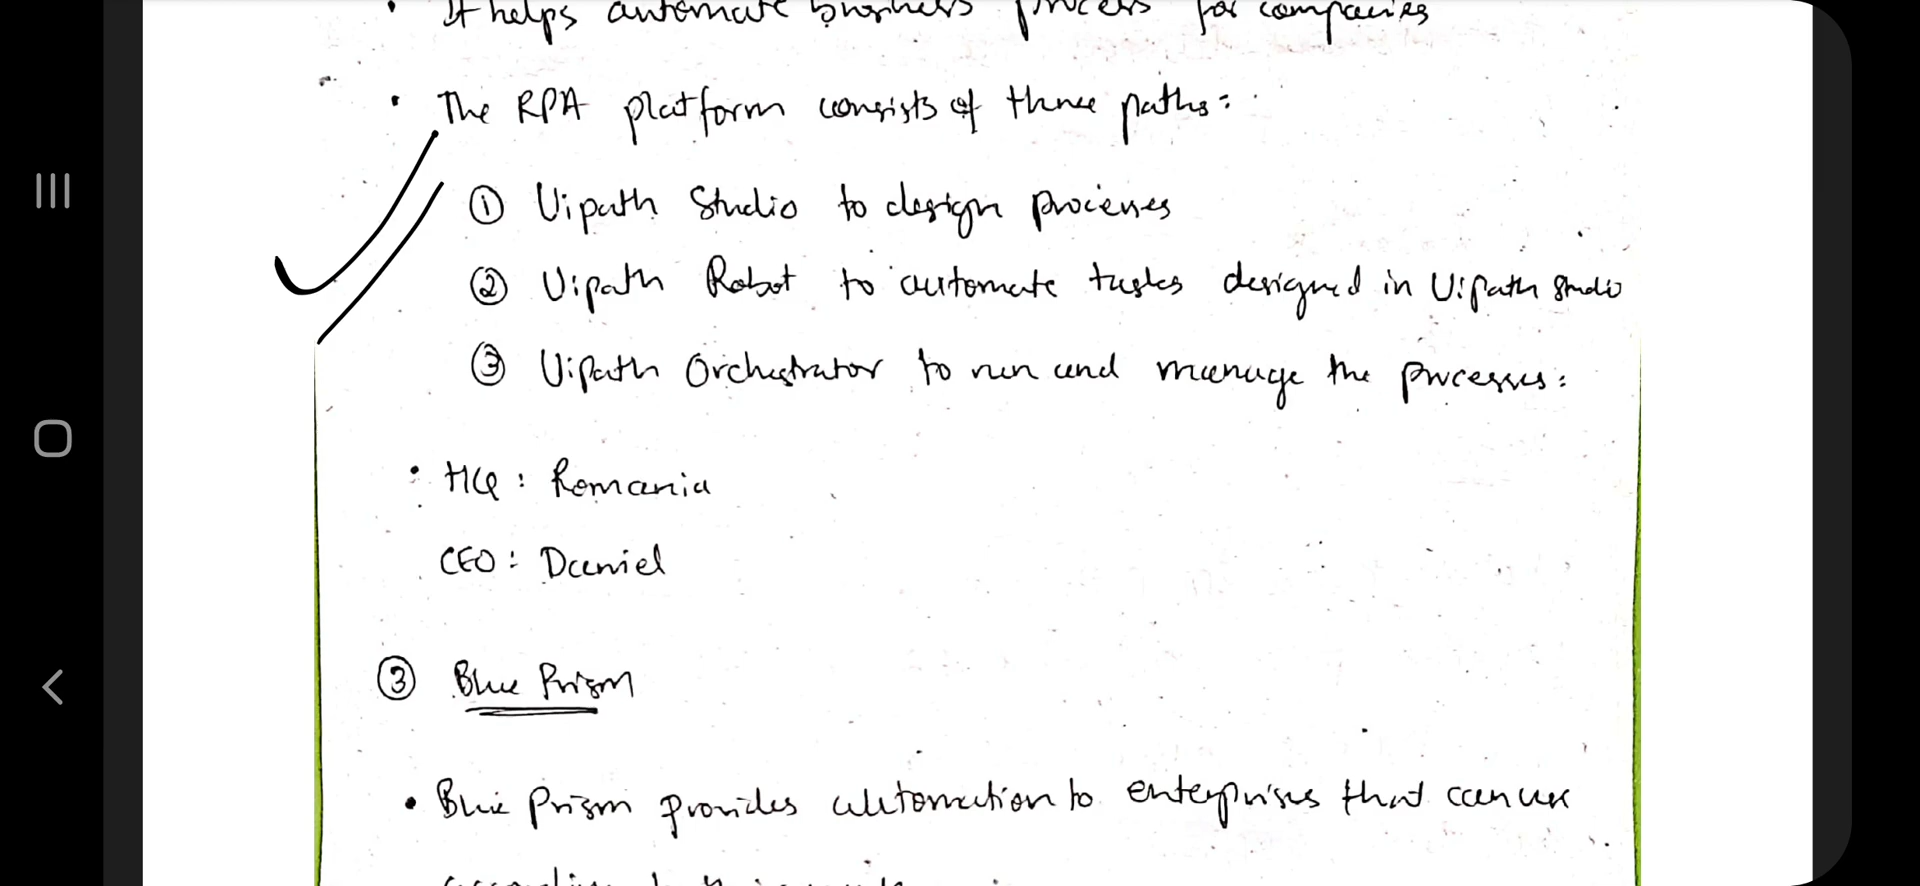 • It helps automate business process for companies
• The RPA platform consists of three paths:
① Uipath Studio to design processes
② Uipath Robot to automate tasks designed in Uipath Studio
③ Uipath Orchestrator to run and manage the processes:
• HQ: Romania
CEO: Daniel
③ Blue Prism
• Blue Prism provides automation to enterprises that can use